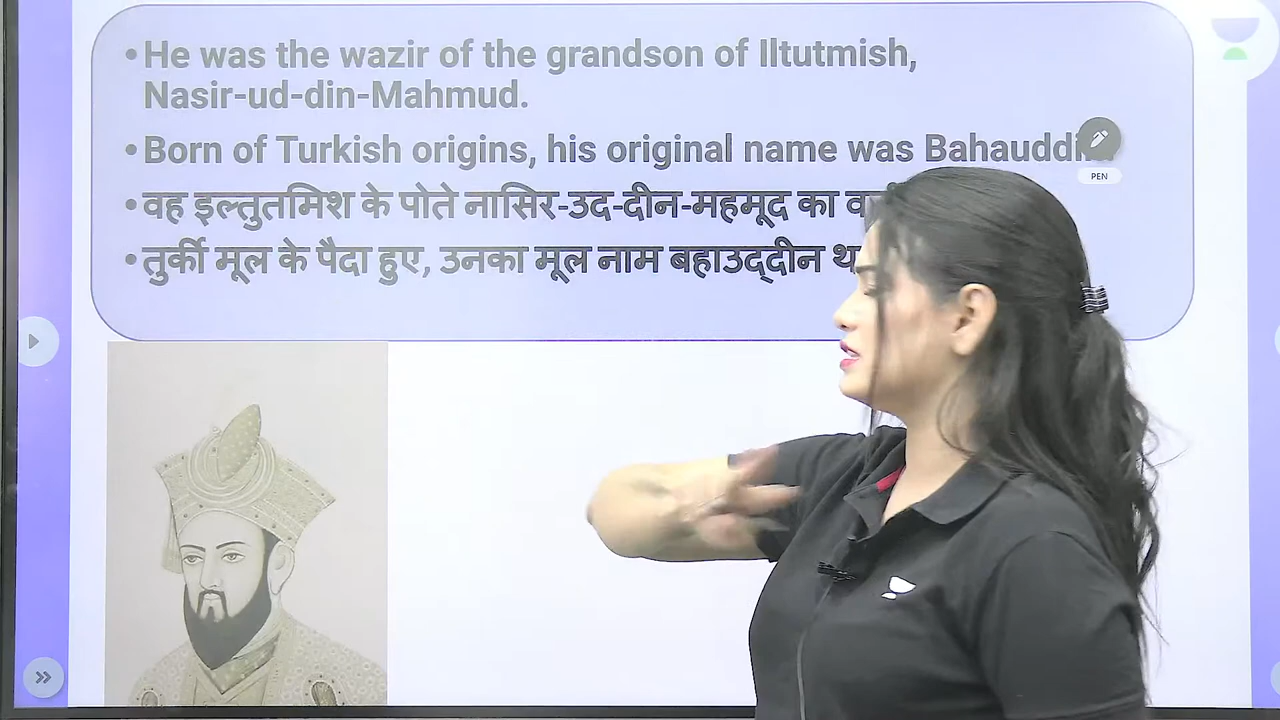 • He was the wazir of the grandson of Iltutmish,
Nasir-ud-din-Mahmud.
• Born of Turkish origins, his original name was
• वह इल्तुतमिश के पोते नासिर-उद-दीन-महमूद का
• तुर्की मूल के पैदा हुए, उनका मूल नाम बहाउद्दीन
PEN